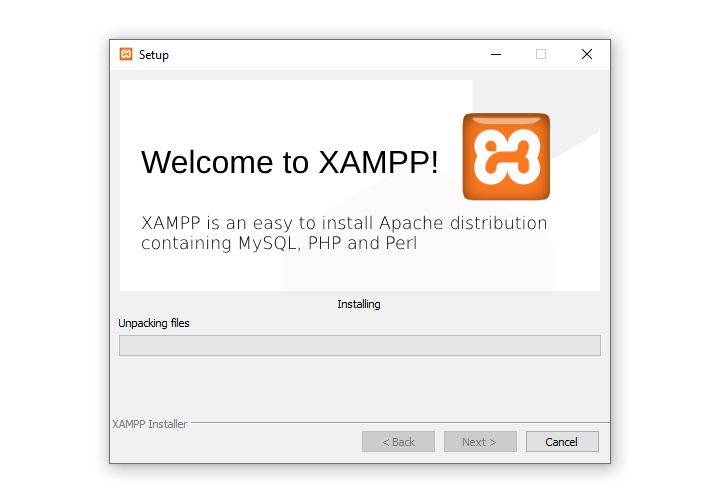 Setup
Welcome to XAMPP!
XAMPP is an easy to install Apache distribution
containing MySQL, PHP and Perl
Installing
Unpacking files
XAMPP Installer
< Back
Next >
Cancel